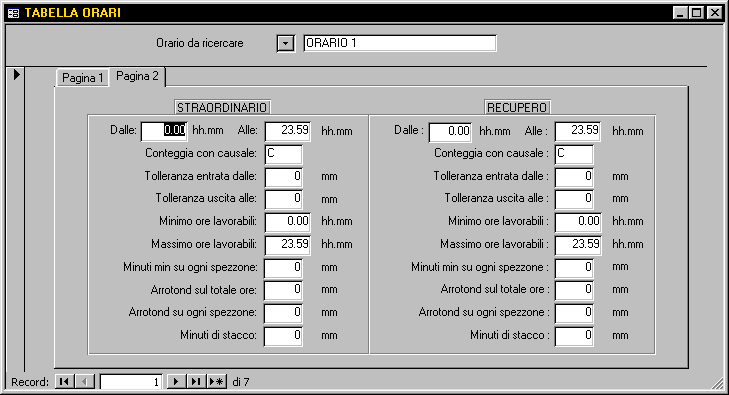 TABELLA ORARI
Orario da ricercare ORARIO 1
Pagina 1 Pagina 2
STRAORDINARIO
Dalle: 0.00 hh.mm Alle: 23.59 hh.mm
Conteggia con causale: C
Tolleranza entrata dalle: 0 mm
Tolleranza uscita alle: 0 mm
Minimo ore lavorabili: 0.00 hh.mm
Massimo ore lavorabili: 23.59 hh.mm
Minuti min su ogni spezzone: 0 mm
Arrotond sul totale ore: 0 mm
Arrotond su ogni spezzone: 0 mm
Minuti di stacco: 0 mm
RECUPERO
Dalle : 0.00 hh.mm Alle : 23.59 hh.mm
Conteggia con causale : C
Tolleranza entrata dalle : 0 mm
Tolleranza uscita alle : 0 mm
Minimo ore lavorabili : 0.00 hh.mm
Massimo ore lavorabili : 23.59 hh.mm
Minuti min su ogni spezzone : 0 mm
Arrotond sul totale ore : 0 mm
Arrotond su ogni spezzone : 0 mm
Minuti di stacco : 0 mm
Record: 1 di 7